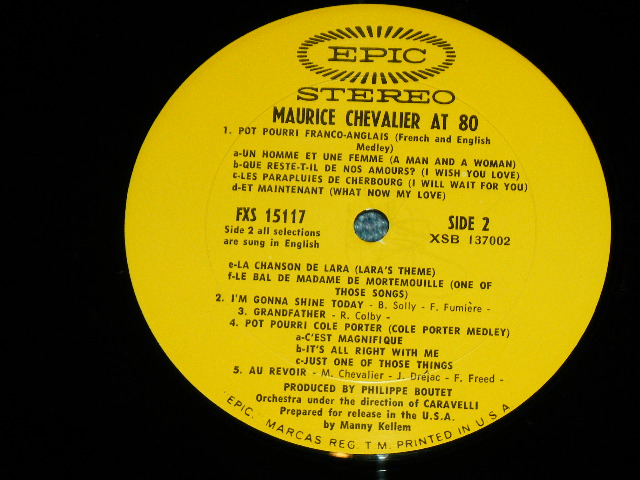 EPIC
STEREO
MAURICE CHEVALIER AT 80
1. POT POURRI FRANCO-ANGLAIS (French and English
Medley)
a-UN HOMME ET UNE FEMME (A MAN AND A WOMAN)
b-QUE RESTE-T-IL DE NOS AMOURS? (I WISH YOU LOVE)
c-LES PARAPLUIES DE CHERBOURG (I WILL WAIT FOR YOU)
d-ET MAINTENANT (WHAT NOW MY LOVE)
FXS 15117
SIDE 2
Side 2 all selections
are sung in English
XSB 137002
e-LA CHANSON DE LARA (LARA'S THEME)
f-LE BAL DE MADAME DE MORTEMOUILLE (ONE OF
THOSE SONGS)
2. I'M GONNA SHINE TODAY - B. Solly - F. Fumière -
3. GRANDFATHER - R. Colby -
4. POT POURRI COLE PORTER (COLE PORTER MEDLEY)
a-C'EST MAGNIFIQUE
b-IT'S ALL RIGHT WITH ME
c-JUST ONE OF THOSE THINGS
5. AU REVOIR - M. Chevalier - J. Dréjac - F. Freed -
PRODUCED BY PHILIPPE BOUTET
Orchestra under the direction of CARAVELLI
Prepared for release in the U.S.A.
by Manny Kellem
"EPIC," MARCAS REG. T.M. PRINTED IN U.S.A.